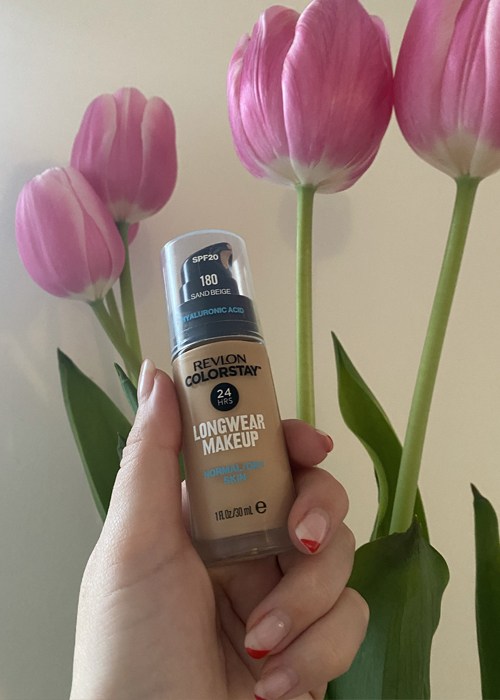 SPF20
180
SAND BEIGE
HYALURONIC ACID
REVLON
COLORSTAY™
24
HRS
LONGWEAR
MAKEUP
NORMAL/DRY
SKIN
1 fl Oz/30 mL ℮